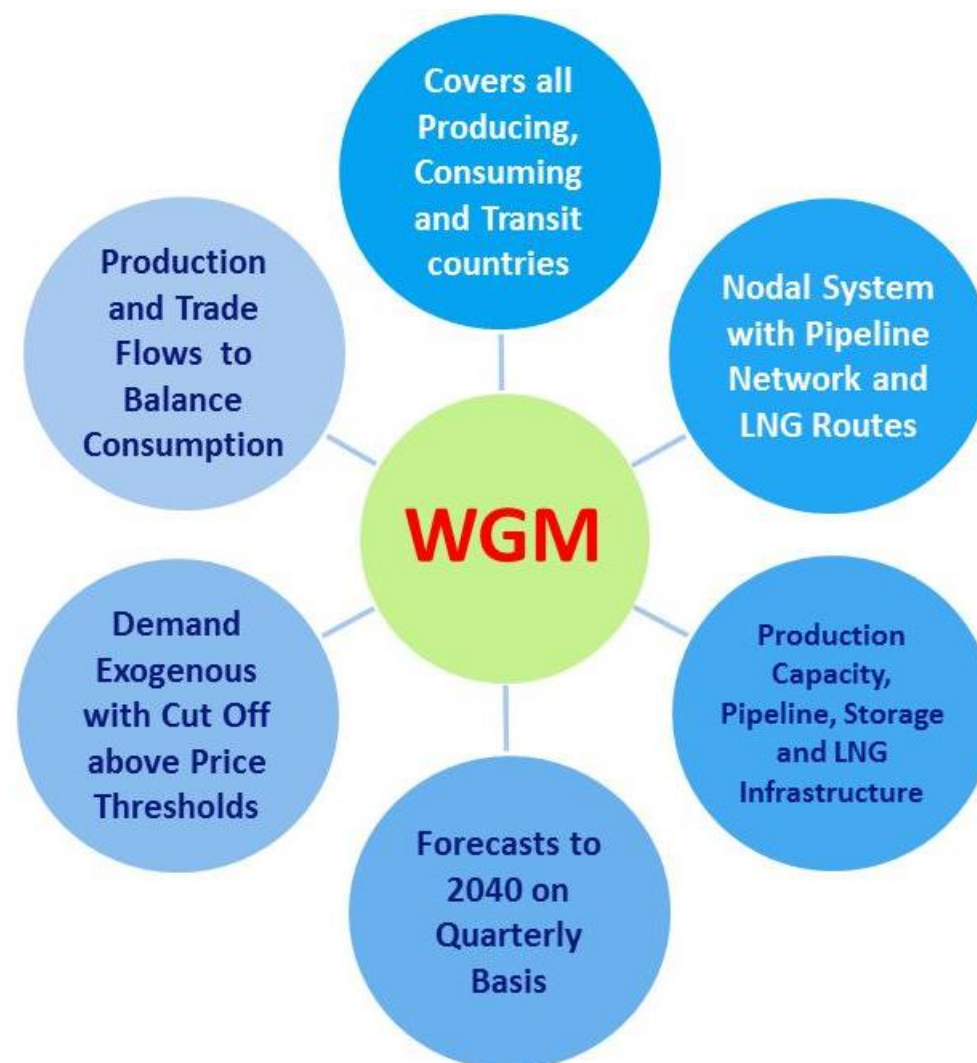 Covers all
Producing,
Consuming
and Transit
countries
Nodal System
with Pipeline
Network and
LNG Routes
Production
Capacity,
Pipeline, Storage
and LNG
Infrastructure
Forecasts to
2040 on
Quarterly
Basis
Demand
Exogenous
with Cut Off
above Price
Thresholds
Production
and Trade
Flows to
Balance
Consumption
WGM